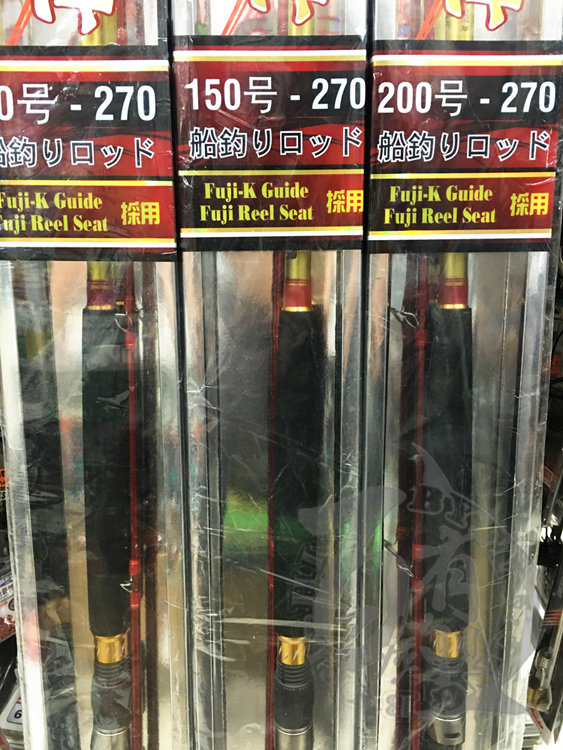 0号 - 270
船釣りロッド
Fuji-K Guide
Fuji Reel Seat 採用
150号 - 270
船釣りロッド
Fuji-K Guide
Fuji Reel Seat 採用
200号 - 270
船釣りロッド
Fuji-K Guide
Fuji Reel Seat 採用